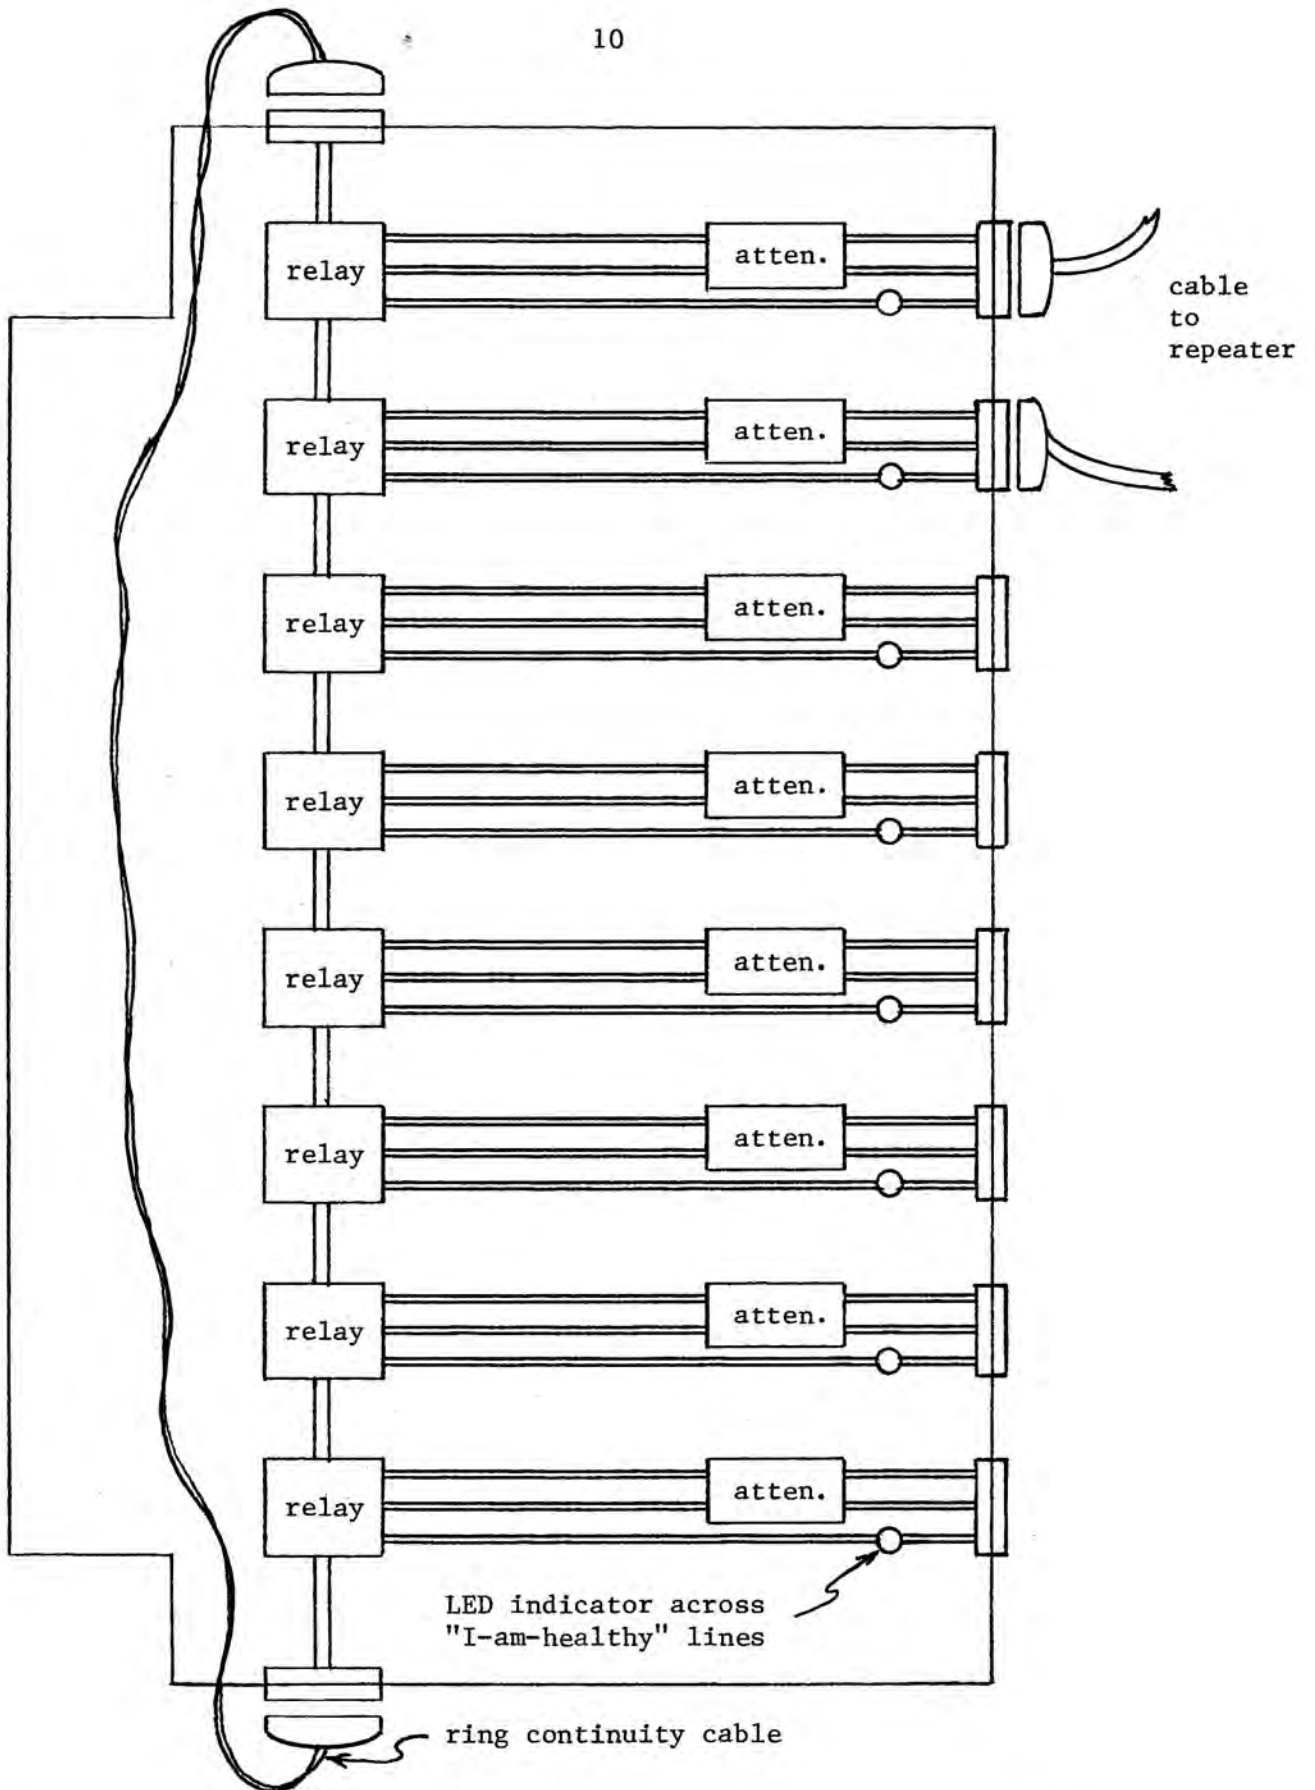 10
relay
atten.
cable
to
repeater
relay
atten.
relay
atten.
relay
atten.
relay
atten.
relay
atten.
relay
atten.
relay
atten.
LED indicator across
"I-am-healthy" lines
ring continuity cable